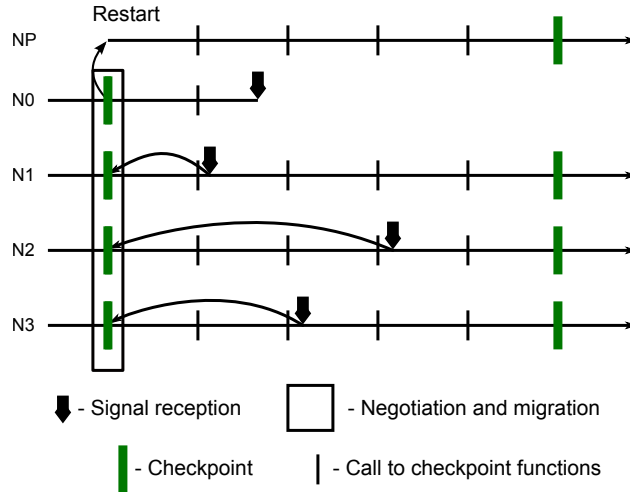 Restart
NP
N0
N1
N2
N3
- Signal reception
- Negotiation and migration
- Checkpoint
- Call to checkpoint functions